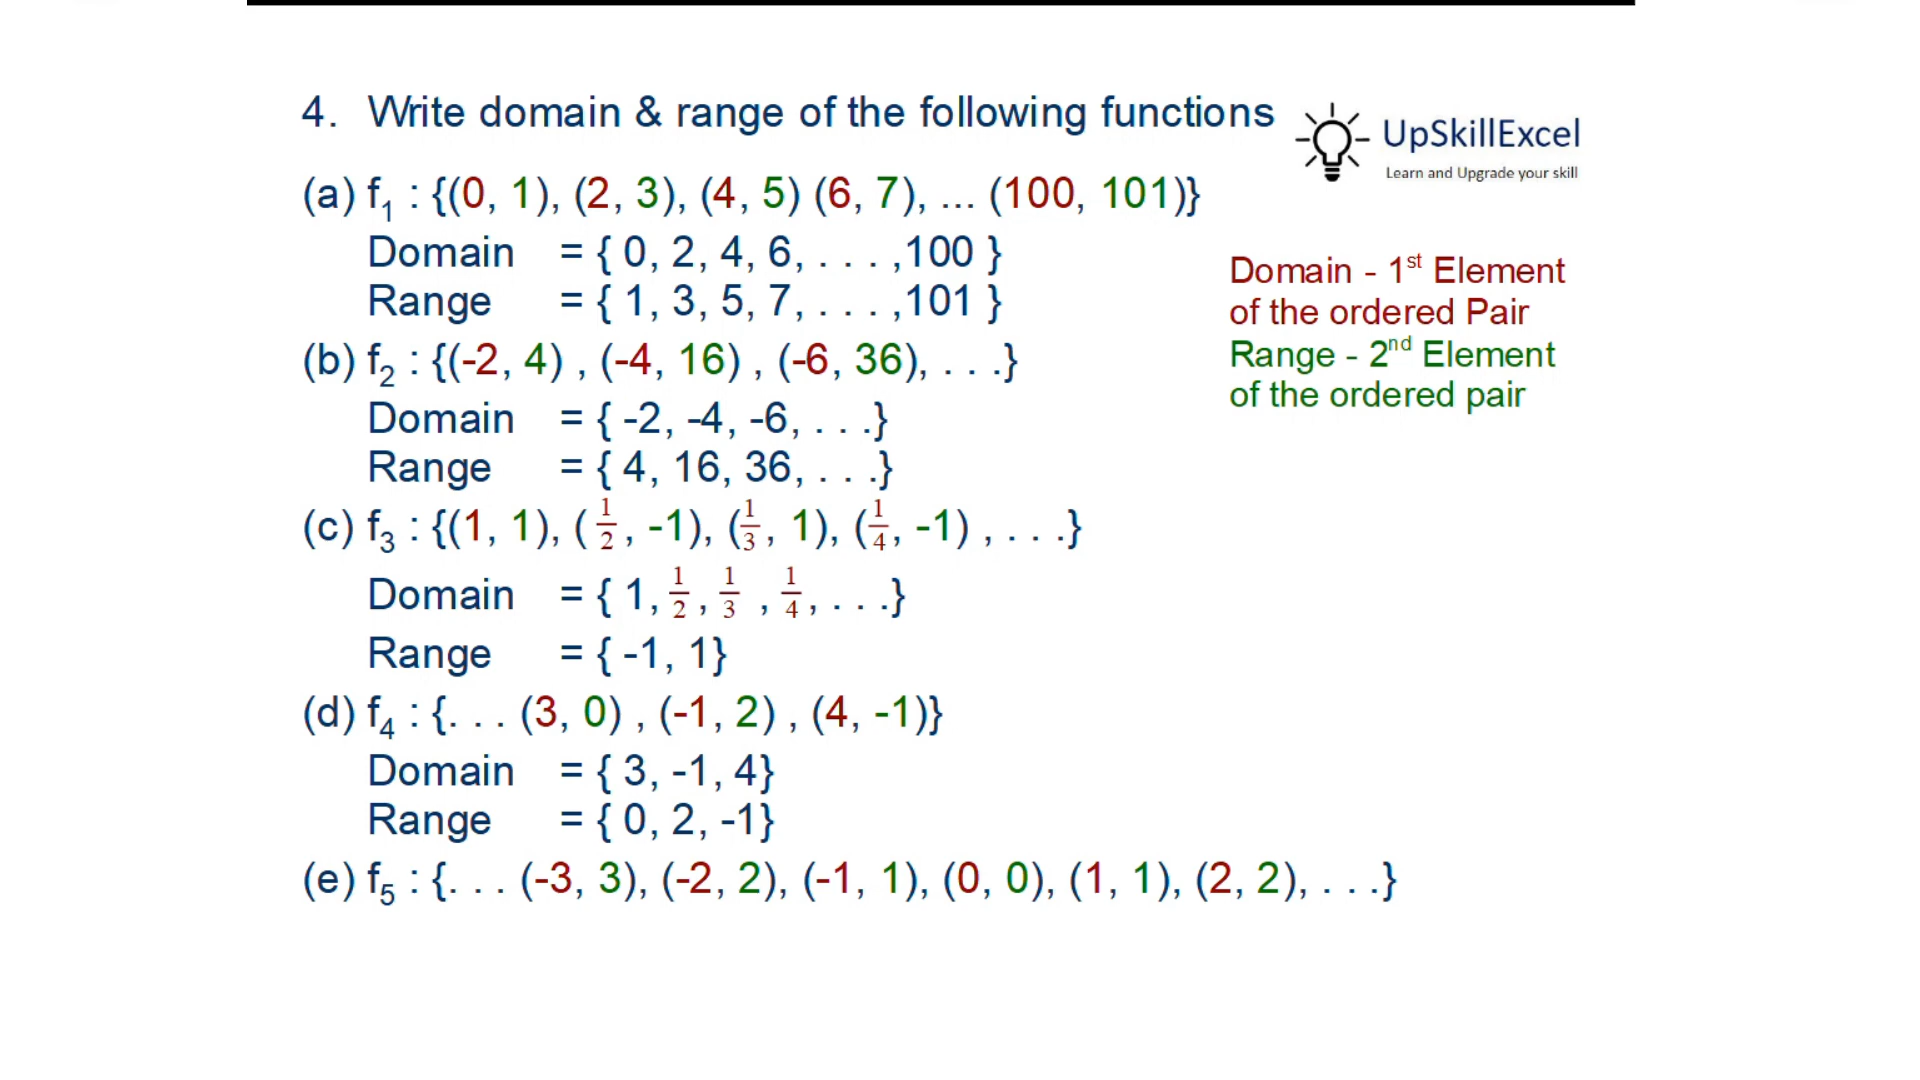 4. Write domain & range of the following functions
UpSkillExcel
Learn and Upgrade your skill
(a) f₁ : {(0, 1), (2, 3), (4, 5) (6, 7), ... (100, 101)}
Domain = { 0, 2, 4, 6, . . . ,100 }
Range = { 1, 3, 5, 7, . . . ,101 }
Domain - 1st Element
of the ordered Pair
Range - 2nd Element
of the ordered pair
(b) f₂ : {(-2, 4) , (-4, 16) , (-6, 36), . . .}
Domain = { -2, -4, -6, . . .}
Range = { 4, 16, 36, . . .}
(c) f₃ : {(1, 1), ( 1/2 , -1), (1/3 , 1), (1/4, -1) , . . .}
Domain = { 1, 1/2 , 1/3 , 1/4, . . .}
Range = { -1, 1}
(d) f₄ : {. . . (3, 0) , (-1, 2) , (4, -1)}
Domain = { 3, -1, 4}
Range = { 0, 2, -1}
(e) f₅ : {. . . (-3, 3), (-2, 2), (-1, 1), (0, 0), (1, 1), (2, 2), . . .}